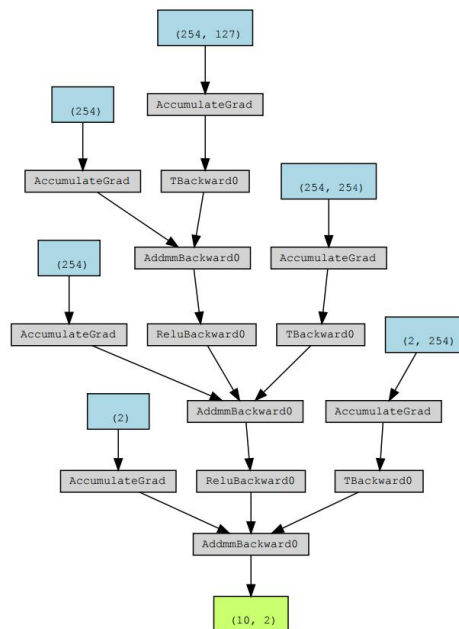 (254, 127)
(254)
AccumulateGrad
AccumulateGrad
TBackward0
(254, 254)
(254)
AddmmBackward0
AccumulateGrad
AccumulateGrad
ReluBackward0
TBackward0
(2, 254)
(2)
AddmmBackward0
AccumulateGrad
AccumulateGrad
ReluBackward0
TBackward0
AddmmBackward0
(10, 2)